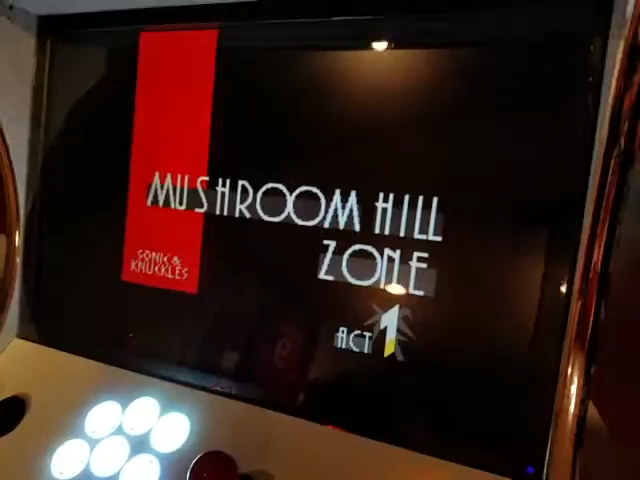 MUSHROOM HILL
ZONE
SONIC &
KNUCKLES
ACT 1